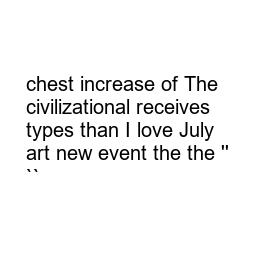 chest increase of The
civilizational receives
types than I love July
art new event the the "